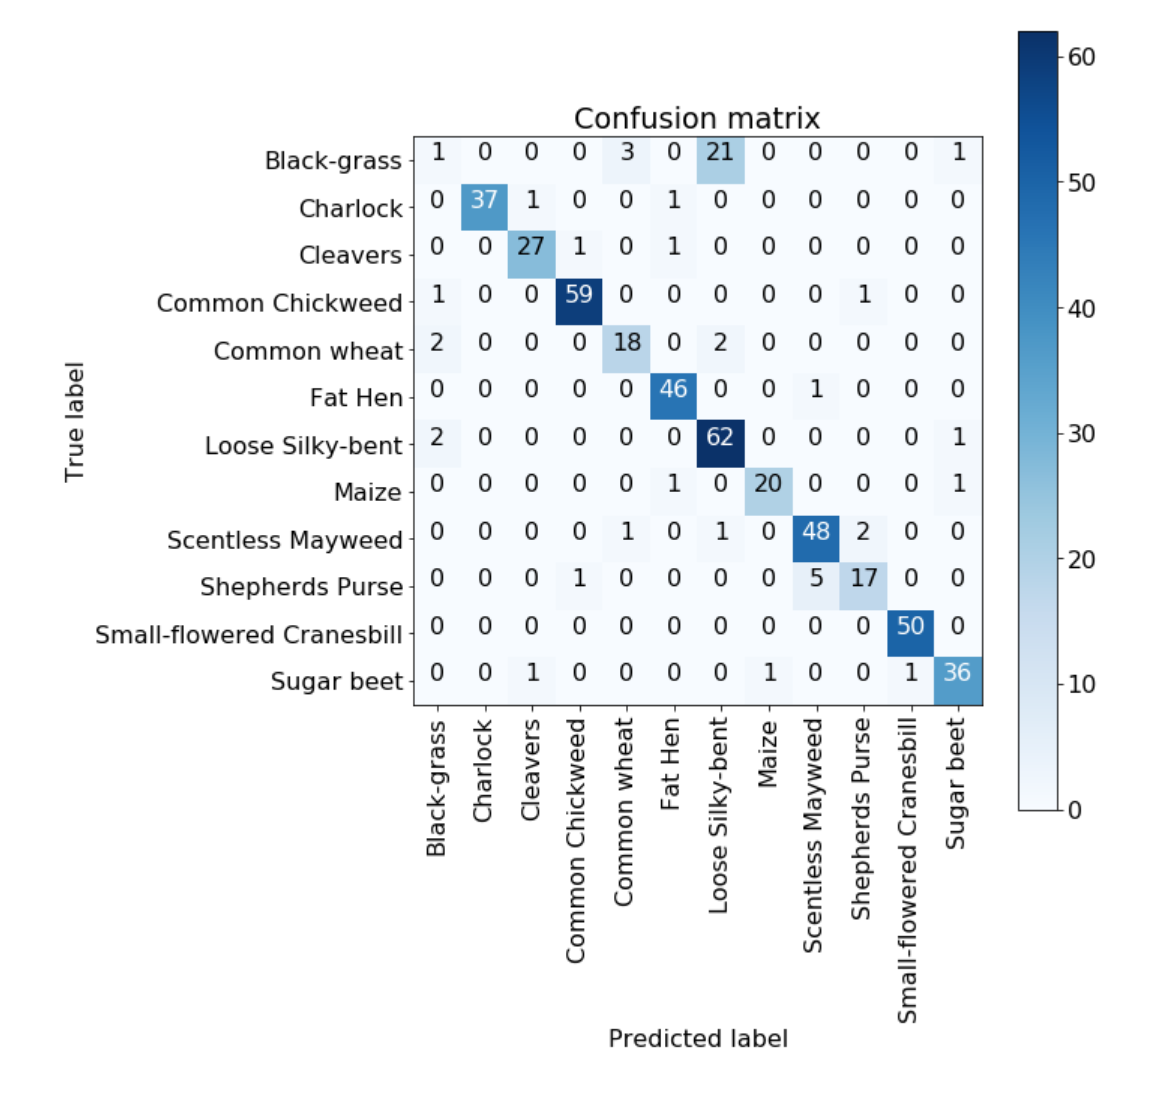 Confusion matrix
Black-grass 1 0 0 0 3 0 21 0 0 0 0 1
Charlock 0 37 1 0 0 1 0 0 0 0 0 0
Cleavers 0 0 27 1 0 1 0 0 0 0 0 0
Common Chickweed 1 0 0 59 0 0 0 0 0 1 0 0
Common wheat 2 0 0 0 18 0 2 0 0 0 0 0
Fat Hen 0 0 0 0 0 46 0 0 1 0 0 0
Loose Silky-bent 2 0 0 0 0 0 62 0 0 0 0 1
Maize 0 0 0 0 0 1 0 20 0 0 0 1
Scentless Mayweed 0 0 0 0 1 0 1 0 48 2 0 0
Shepherds Purse 0 0 0 1 0 0 0 0 5 17 0 0
Small-flowered Cranesbill 0 0 0 0 0 0 0 0 0 0 50 0
Sugar beet 0 0 1 0 0 0 0 1 0 0 1 36
True label
Black-grass
Charlock
Cleavers
Common Chickweed
Common wheat
Fat Hen
Loose Silky-bent
Maize
Scentless Mayweed
Shepherds Purse
Small-flowered Cranesbill
Sugar beet
Predicted label
60
50
40
30
20
10
0